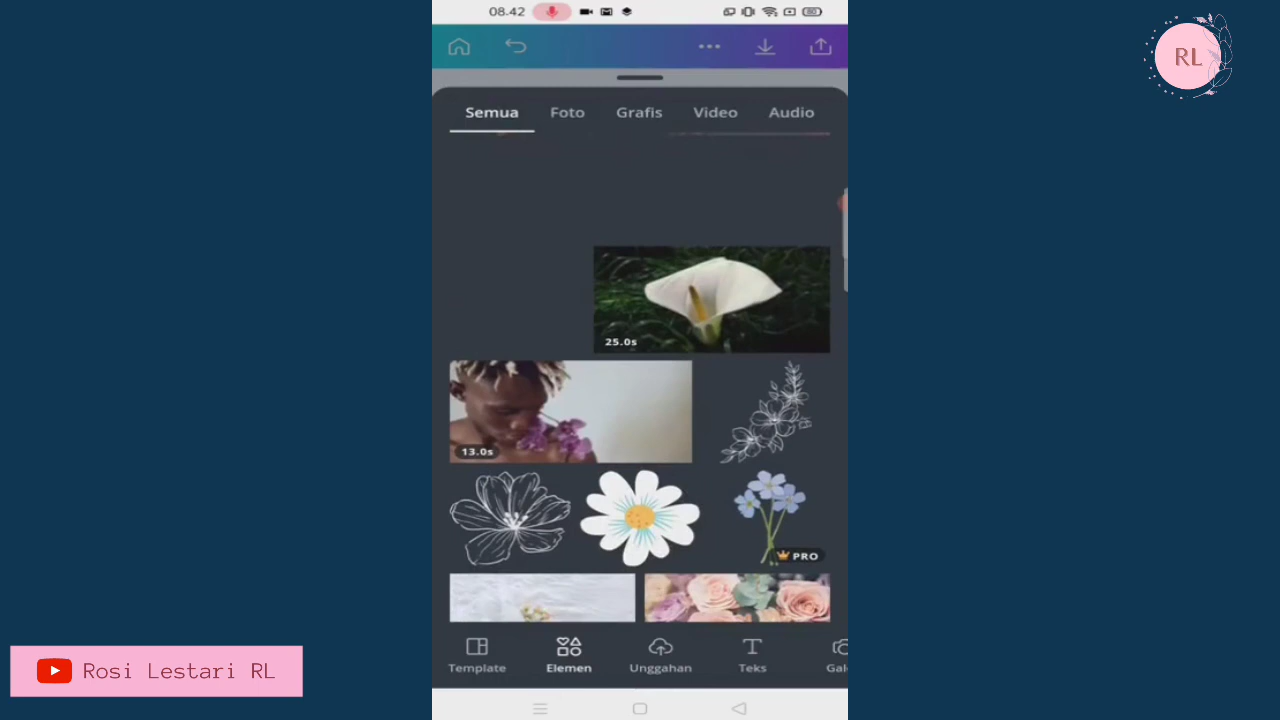 08.42
RL
Semua Foto Grafis Video Audio
25.0s
13.0s
PRO
Template Elemen Unggahan Teks Gal
Rosi Lestari RL